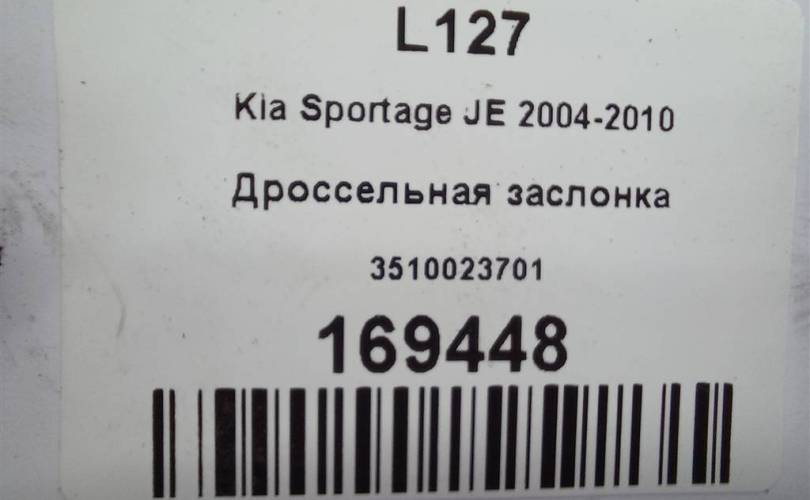 L127
Kia Sportage JE 2004-2010
Дроссельная заслонка
3510023701
169448